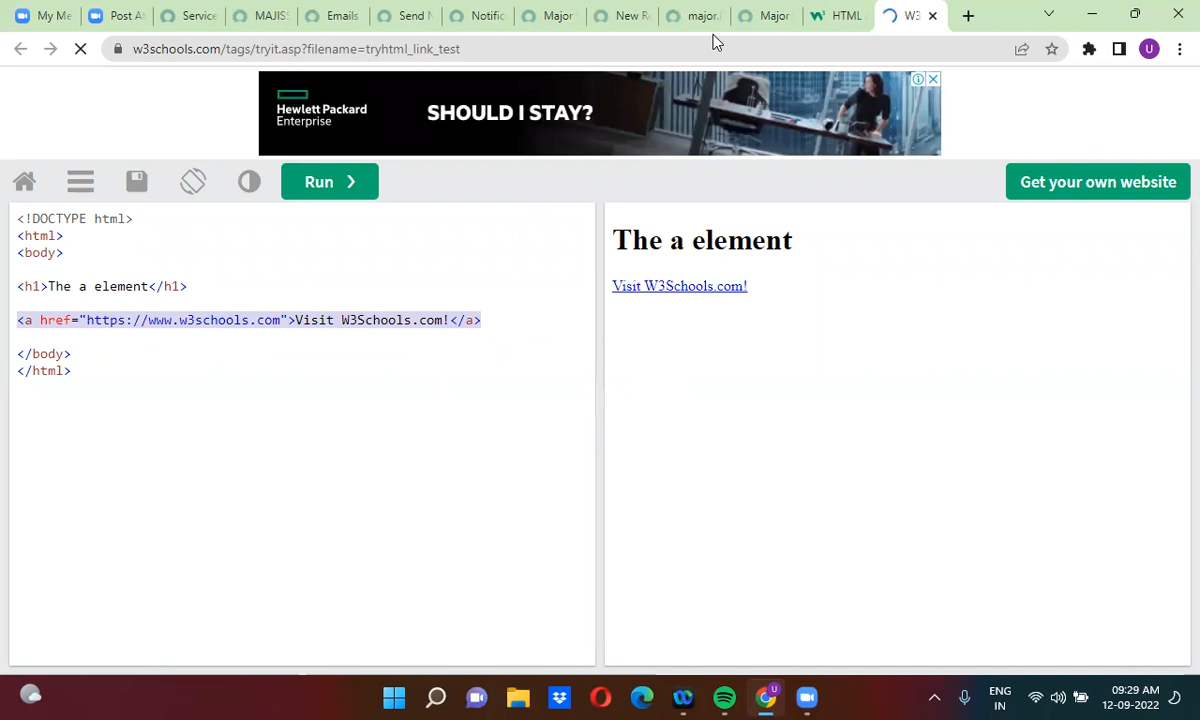 My Me
Post At
Service
MAJIS
Emails
Send N
Notific
Major
New R
major.i
Major
HTML
W3
w3schools.com/tags/tryit.asp?filename=tryhtml_link_test
U
Hewlett Packard
Enterprise
SHOULD I STAY?
Run
Get your own website
<!DOCTYPE html>
<html>
<body>
<h1>The a element</h1>
<a href="https://www.w3schools.com">Visit W3Schools.com!</a>
</body>
</html>
The a element
Visit W3Schools.com!
U
ENG
IN
09:29 AM
12-09-2022